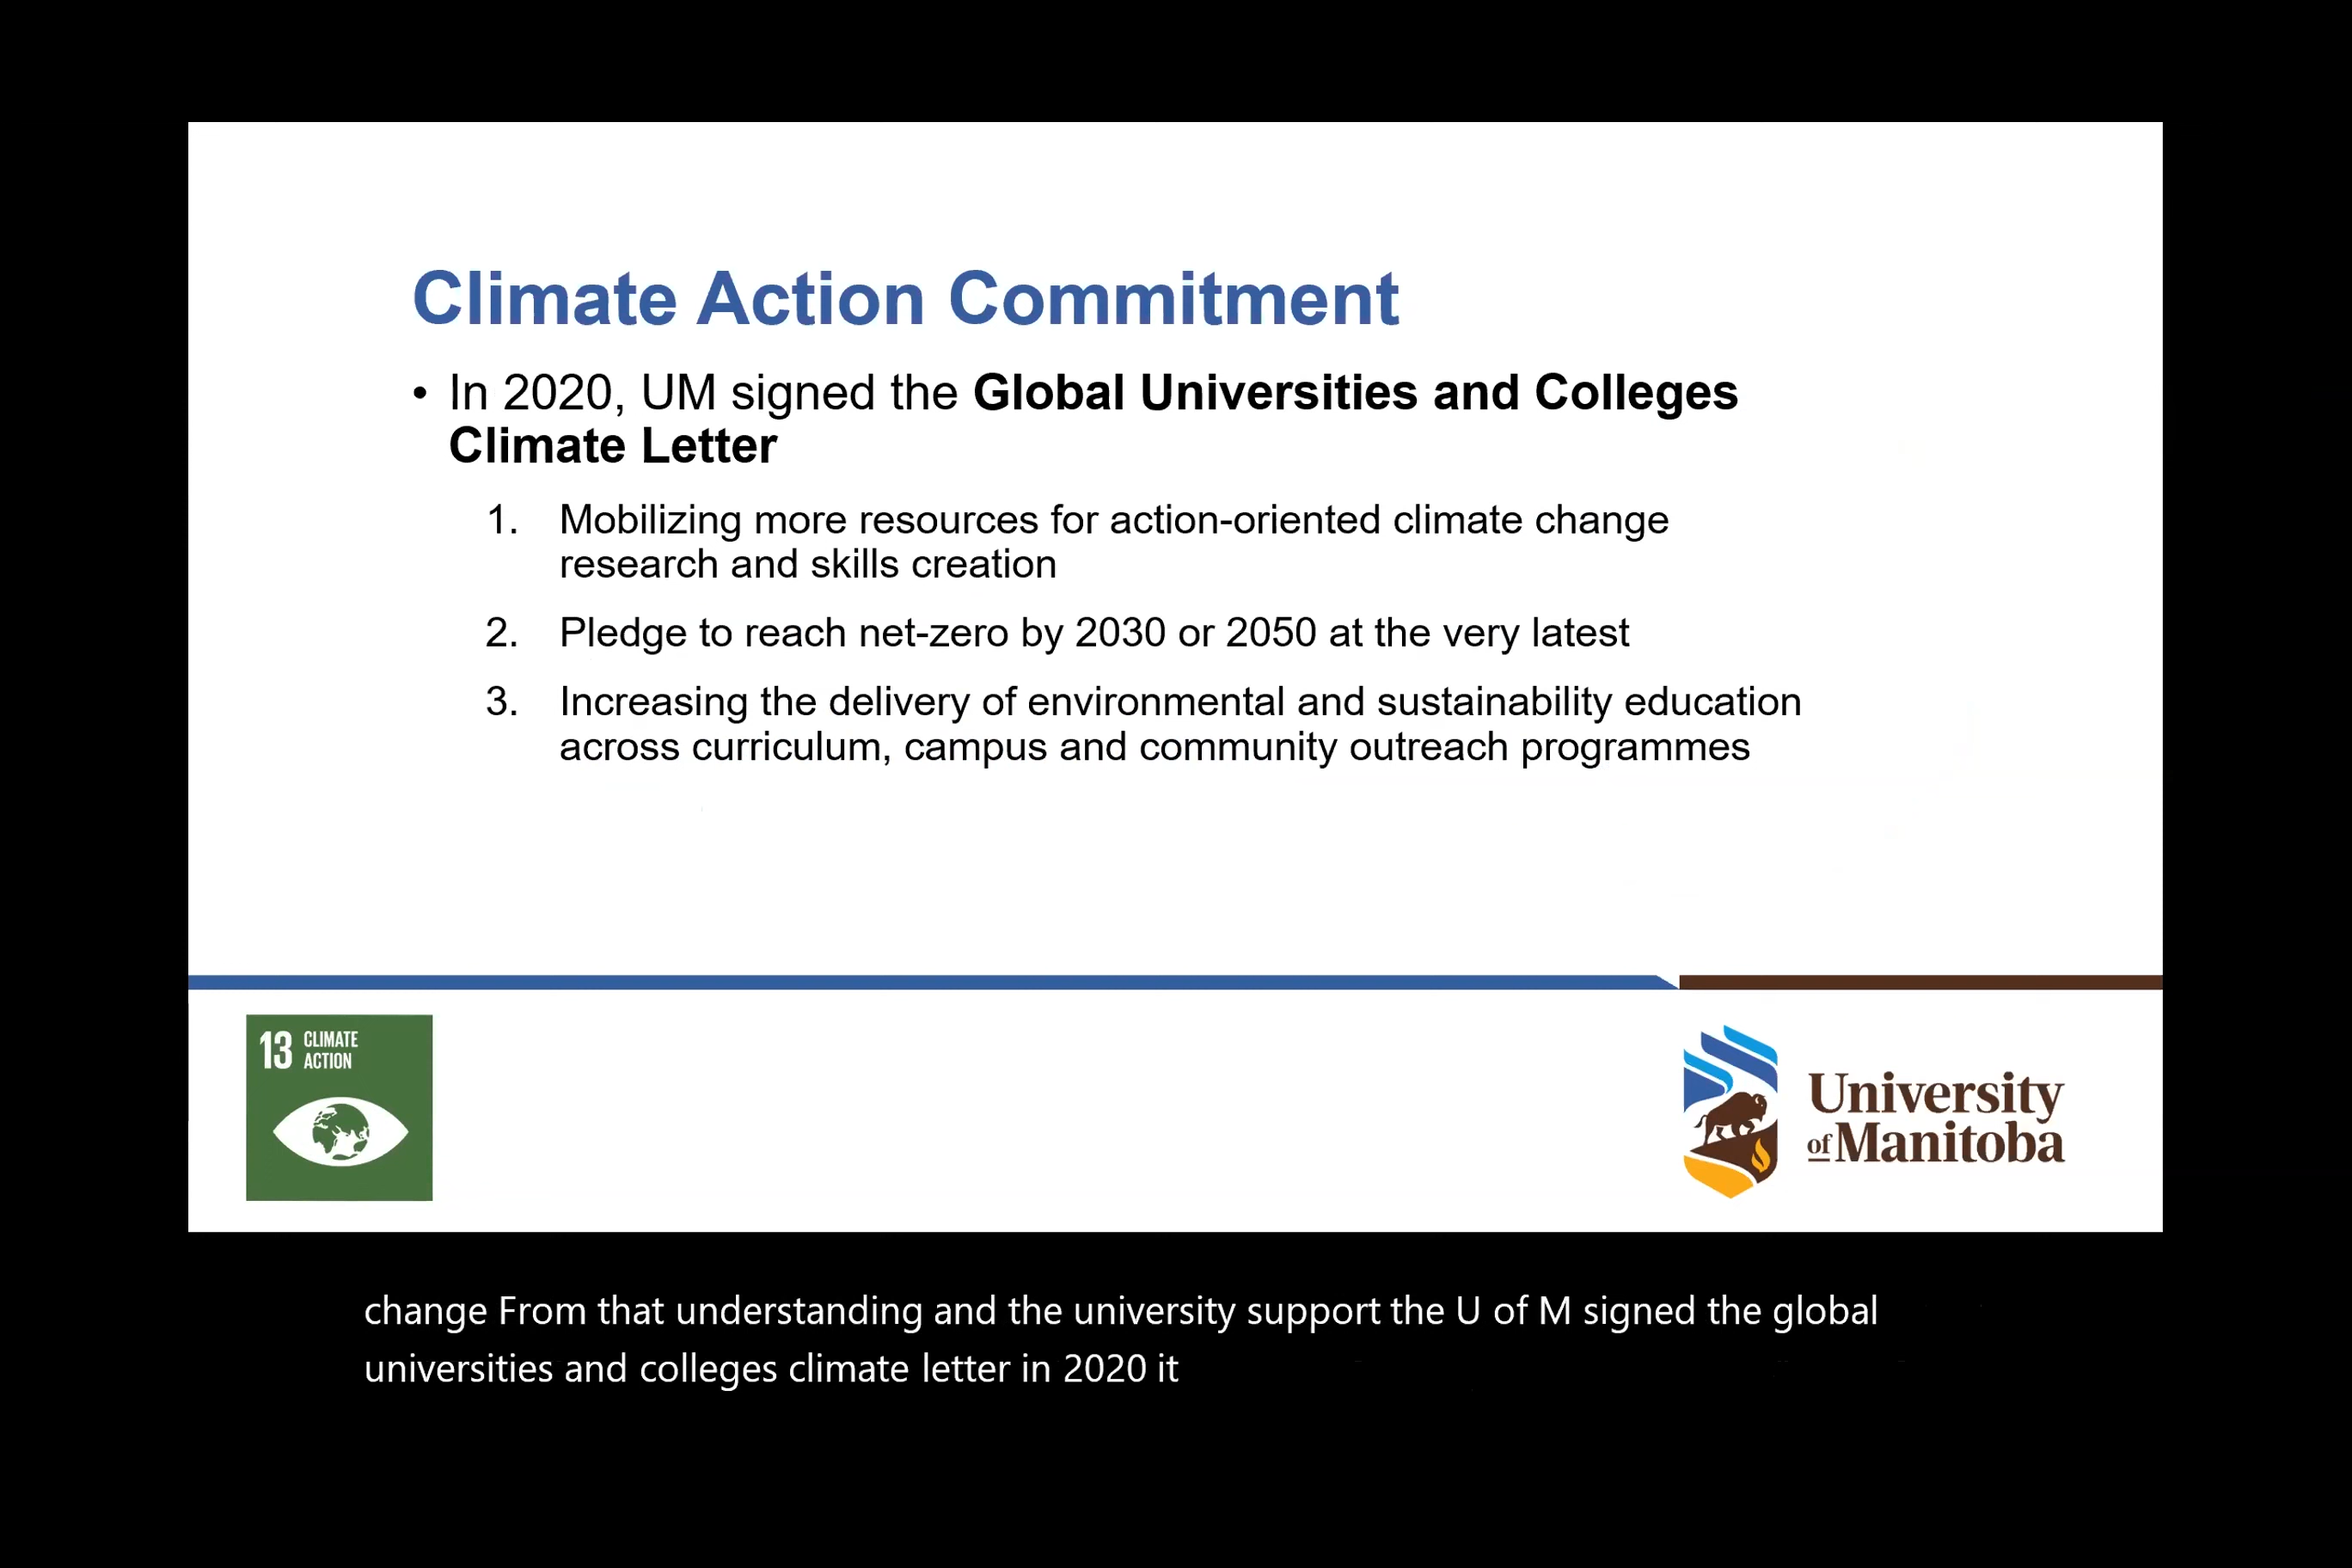 Climate Action Commitment
• In 2020, UM signed the Global Universities and Colleges
Climate Letter
1. Mobilizing more resources for action-oriented climate change
research and skills creation
2. Pledge to reach net-zero by 2030 or 2050 at the very latest
3. Increasing the delivery of environmental and sustainability education
across curriculum, campus and community outreach programmes
13 CLIMATE
ACTION
University
of Manitoba
change From that understanding and the university support the U of M signed the global
universities and colleges climate letter in 2020 it